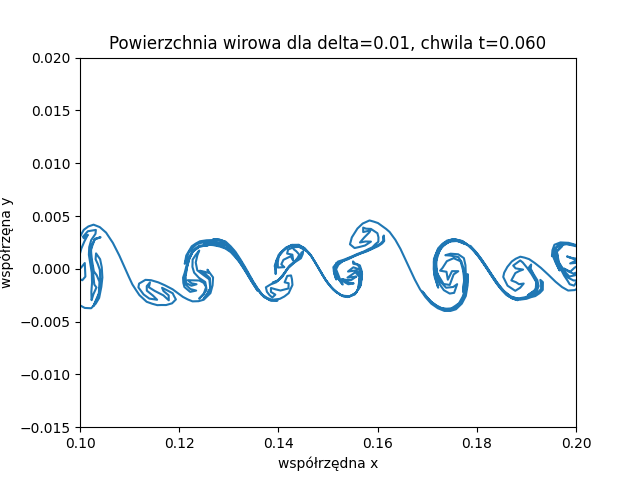 Powierzchnia wirowa dla delta=0.01, chwila t=0.060
0.020
0.015
0.010
0.005
0.000
−0.005
−0.010
−0.015
współrzęna y
0.10 0.12 0.14 0.16 0.18 0.20
współrzędna x